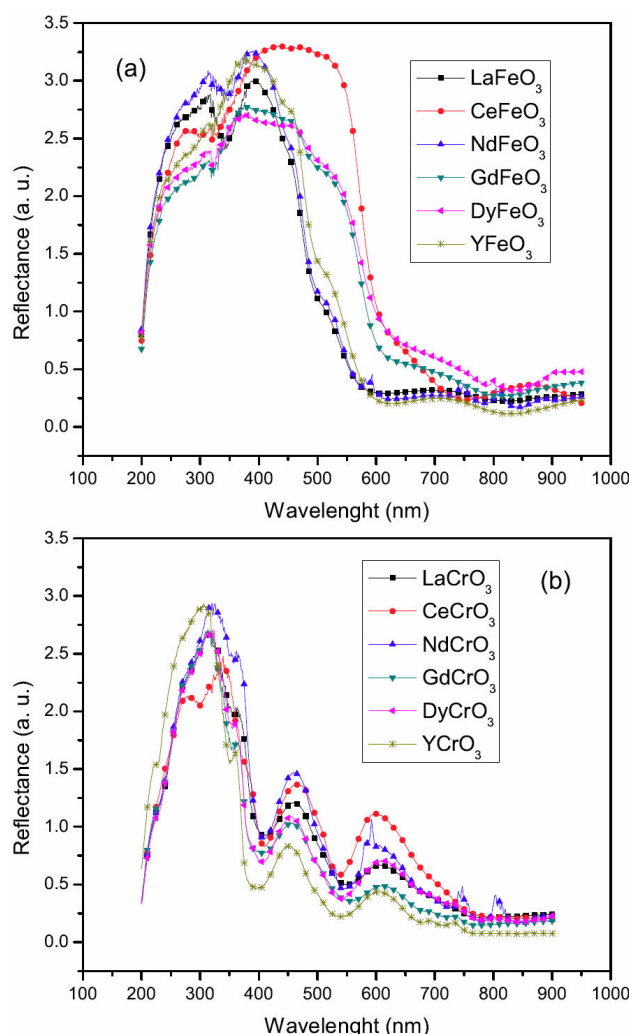 3.5
3.0
2.5
2.0
1.5
1.0
0.5
0.0
Reflectance (a. u.)
(a)
LaFeO₃
CeFeO₃
NdFeO₃
GdFeO₃
DyFeO₃
YFeO₃
100 200 300 400 500 600 700 800 900 1000
Wavelenght (nm)
3.5
3.0
2.5
2.0
1.5
1.0
0.5
0.0
Reflectance (a. u.)
LaCrO₃
CeCrO₃
NdCrO₃
GdCrO₃
DyCrO₃
YCrO₃
(b)
100 200 300 400 500 600 700 800 900 1000
Wavelenght (nm)